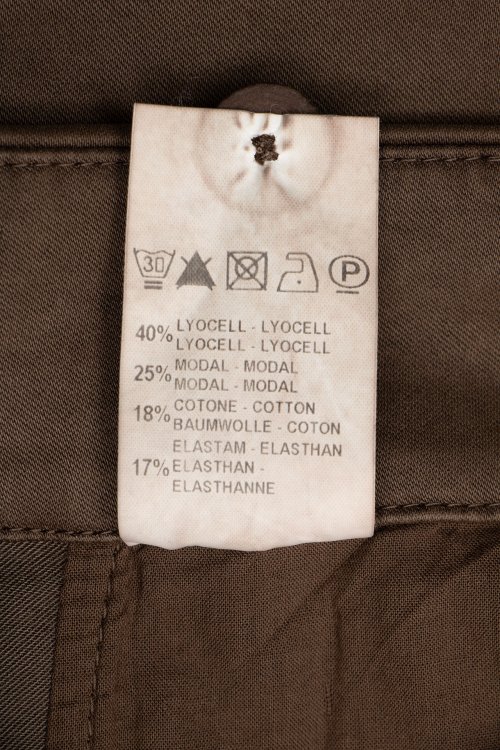 30 P
40% LYOCELL - LYOCELL
LYOCELL - LYOCELL
25% MODAL - MODAL
MODAL - MODAL
18% COTONE - COTTON
BAUMWOLLE - COTON
ELASTAM - ELASTHAN
17% ELASTHAN -
ELASTHANNE